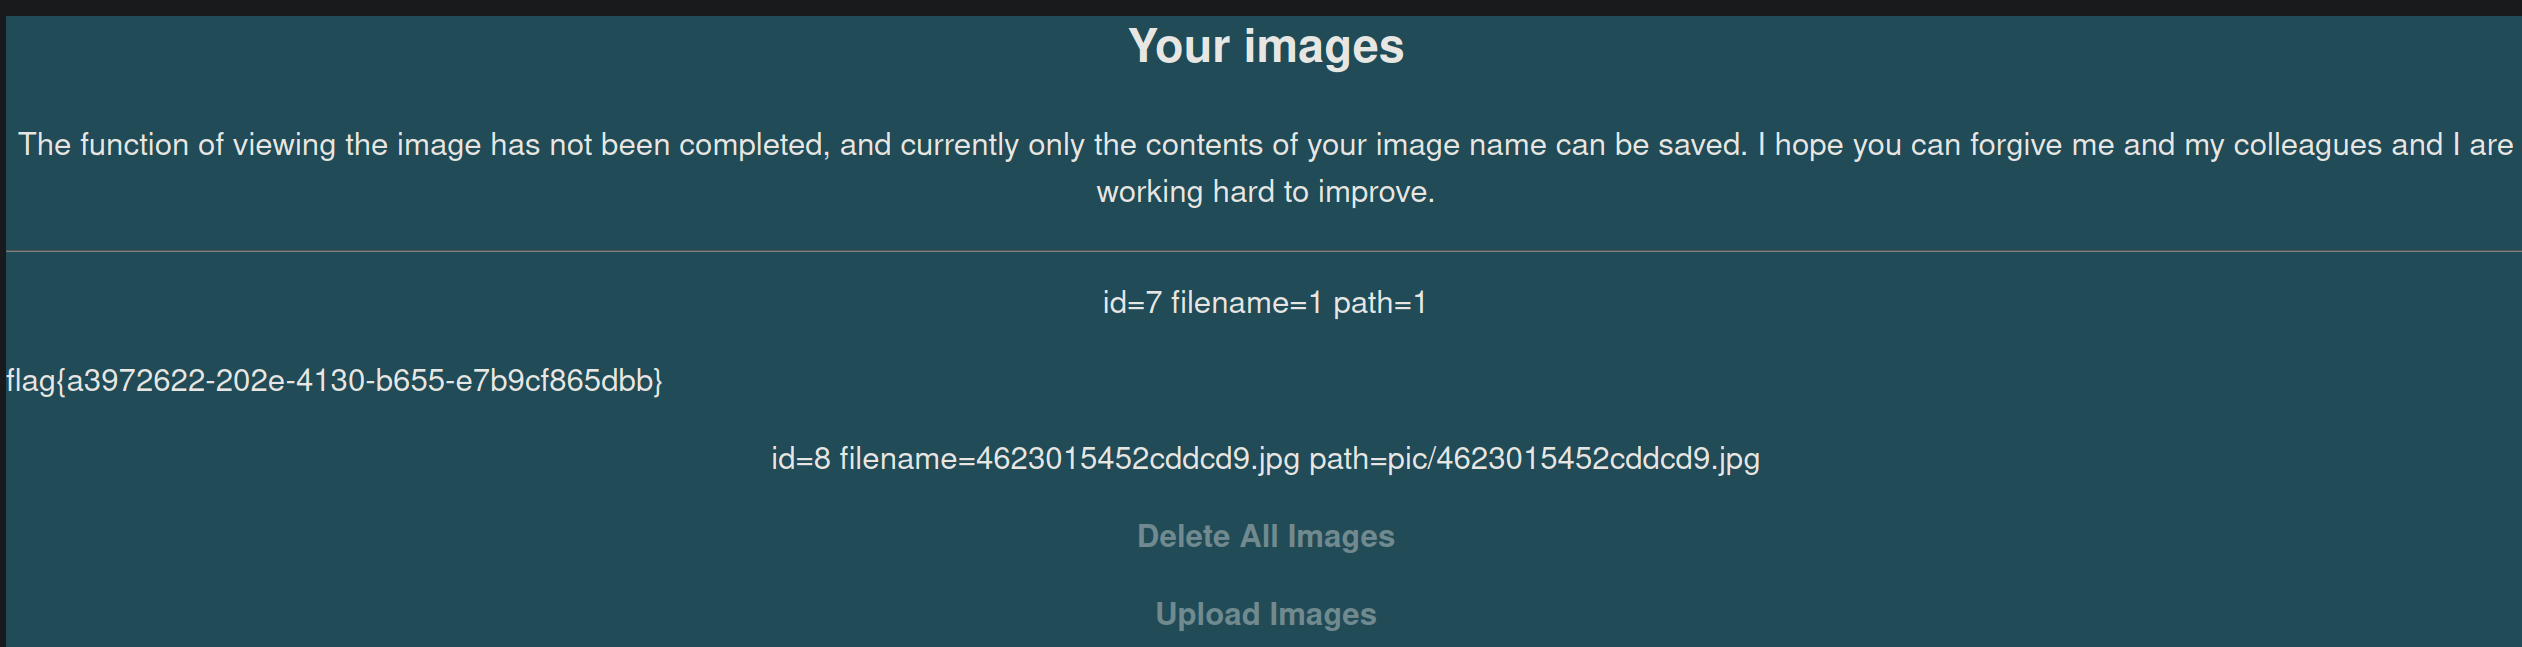 Your images
The function of viewing the image has not been completed, and currently only the contents of your image name can be saved. I hope you can forgive me and my colleagues and I are
working hard to improve.
id=7 filename=1 path=1
flag{a3972622-202e-4130-b655-e7b9cf865dbb}
id=8 filename=4623015452cddcd9.jpg path=pic/4623015452cddcd9.jpg
Delete All Images
Upload Images